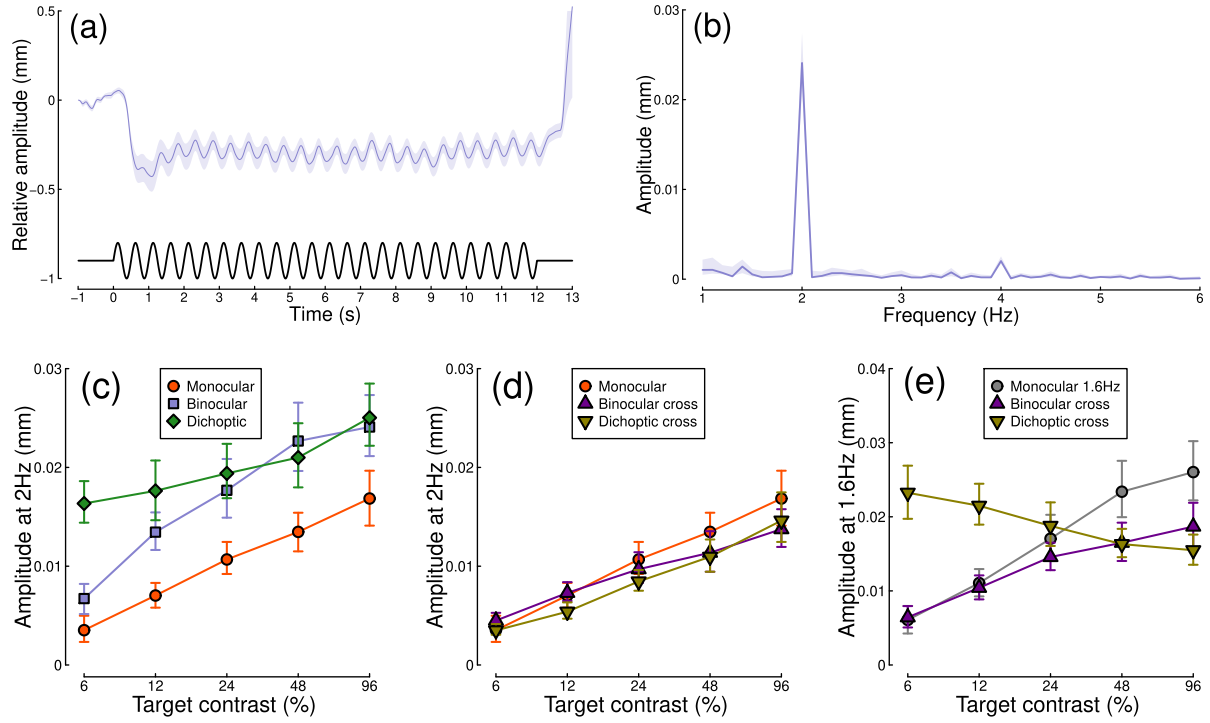 (a)
Relative amplitude (mm)
0.5
0
−0.5
−1
−1 0 1 2 3 4 5 6 7 8 9 10 11 12 13
Time (s)
(b)
Amplitude (mm)
0.03
0.02
0.01
0
1 2 3 4 5 6
Frequency (Hz)
(c)
Monocular
Binocular
Dichoptic
Amplitude at 2Hz (mm)
0.03
0.02
0.01
0
6 12 24 48 96
Target contrast (%)
(d)
Monocular
Binocular cross
Dichoptic cross
Amplitude at 2Hz (mm)
0.03
0.02
0.01
0
6 12 24 48 96
Target contrast (%)
(e)
Monocular 1.6Hz
Binocular cross
Dichoptic cross
Amplitude at 1.6Hz (mm)
0.04
0.03
0.02
0.01
0
6 12 24 48 96
Target contrast (%)